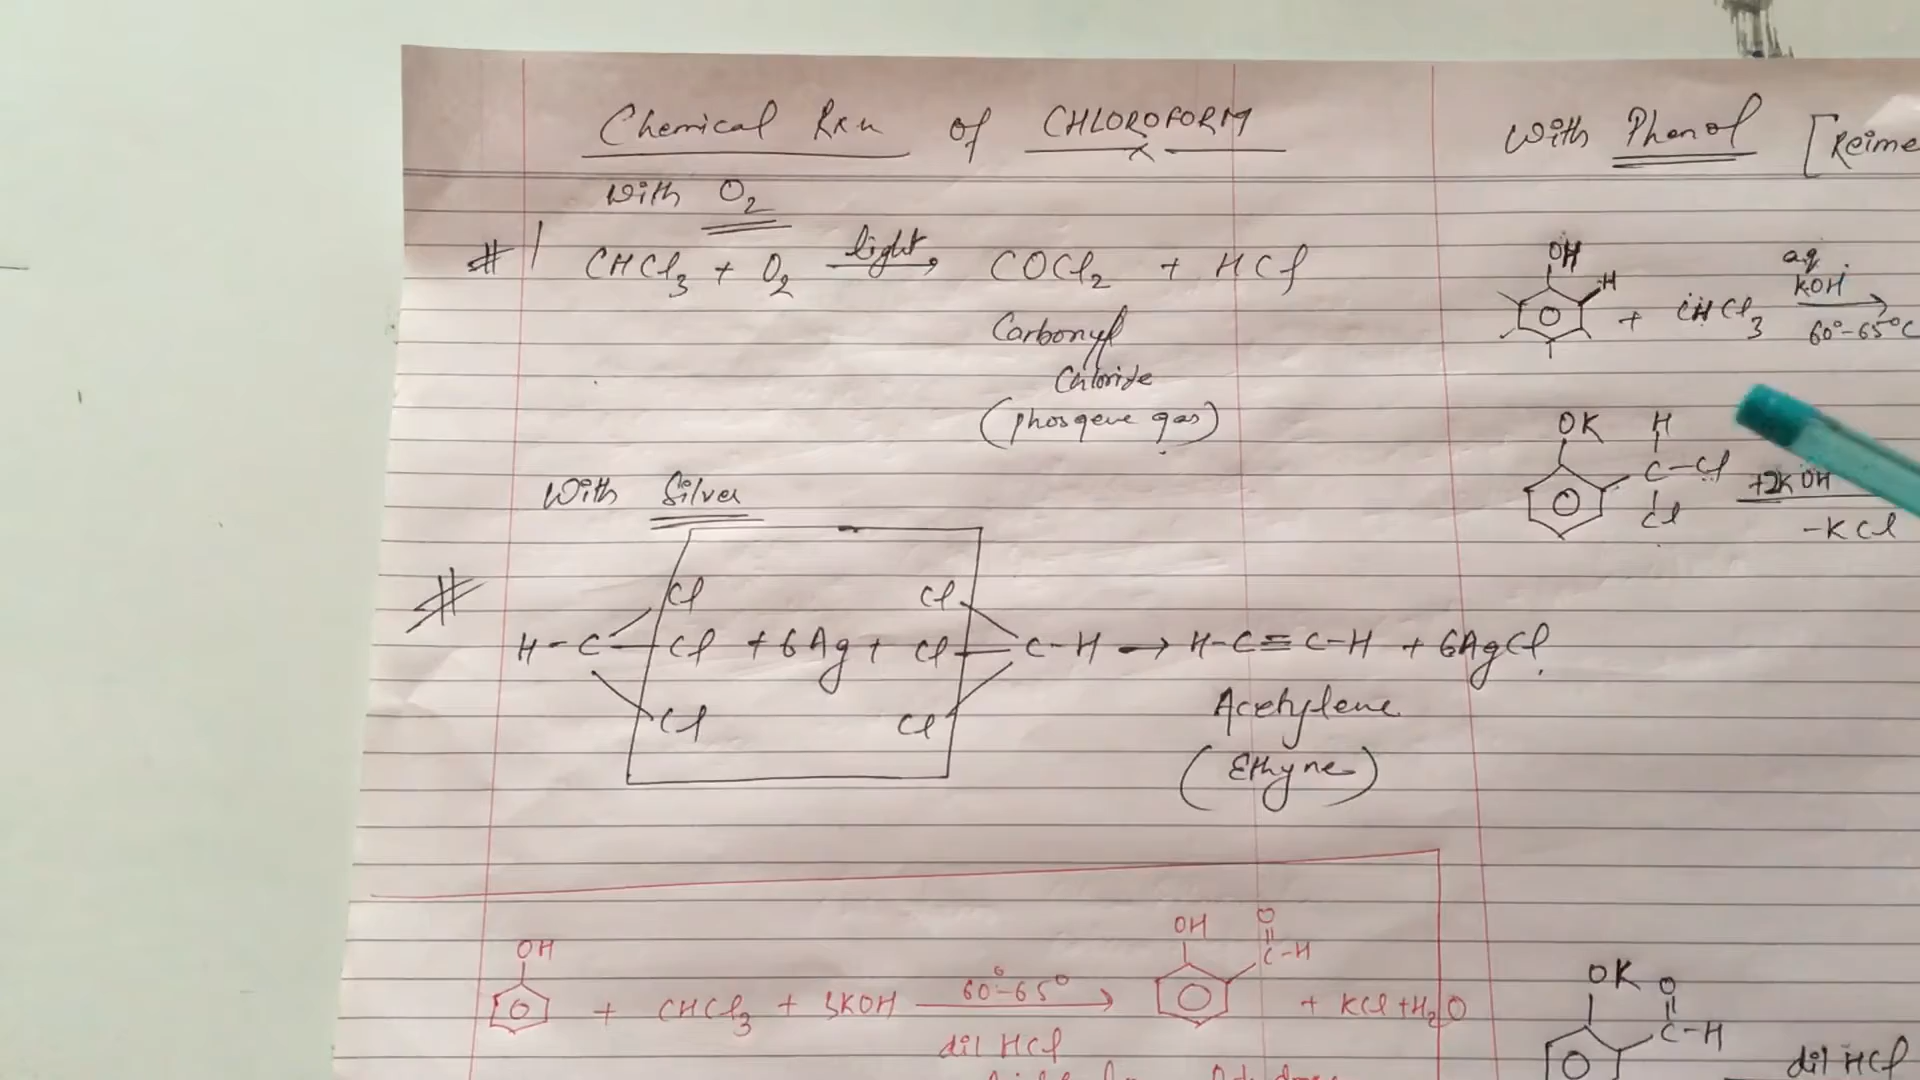 Chemical Rxn of CHLOROFORM
With O2
# 1 CHCl3 + O2 light → COCl2 + HCl
Carbonyl
Chloride
(Phosgene gas)
With Silver
#
Cl Cl
H-C-Cl + 6Ag + Cl-C-H → H-C≡C-H + 6AgCl
Cl Cl
Acetylene
(Ethyne)
OH OH O
C-H
+ CHCl3 + 3KOH 60°-65° → + KCl + H2O
dil HCl
With Phenol [Reime
OH aq
H + CHCl3 KOH →
60°-65°C
OK H
C-Cl +2KOH
Cl -KCl
OK O
C-H
dil HCl